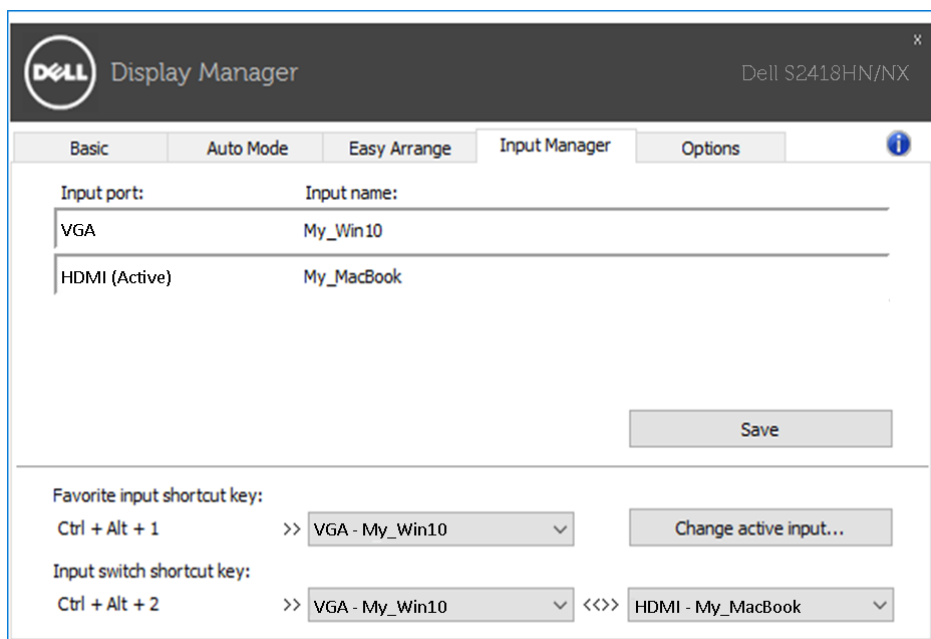 x
DELL Display Manager Dell S2418HN/NX
Basic Auto Mode Easy Arrange Input Manager Options i
Input port: Input name:
VGA My_Win10
HDMI (Active) My_MacBook
Save
Favorite input shortcut key:
Ctrl + Alt + 1 >> VGA - My_Win10 Change active input...
Input switch shortcut key:
Ctrl + Alt + 2 >> VGA - My_Win10 <<>> HDMI - My_MacBook